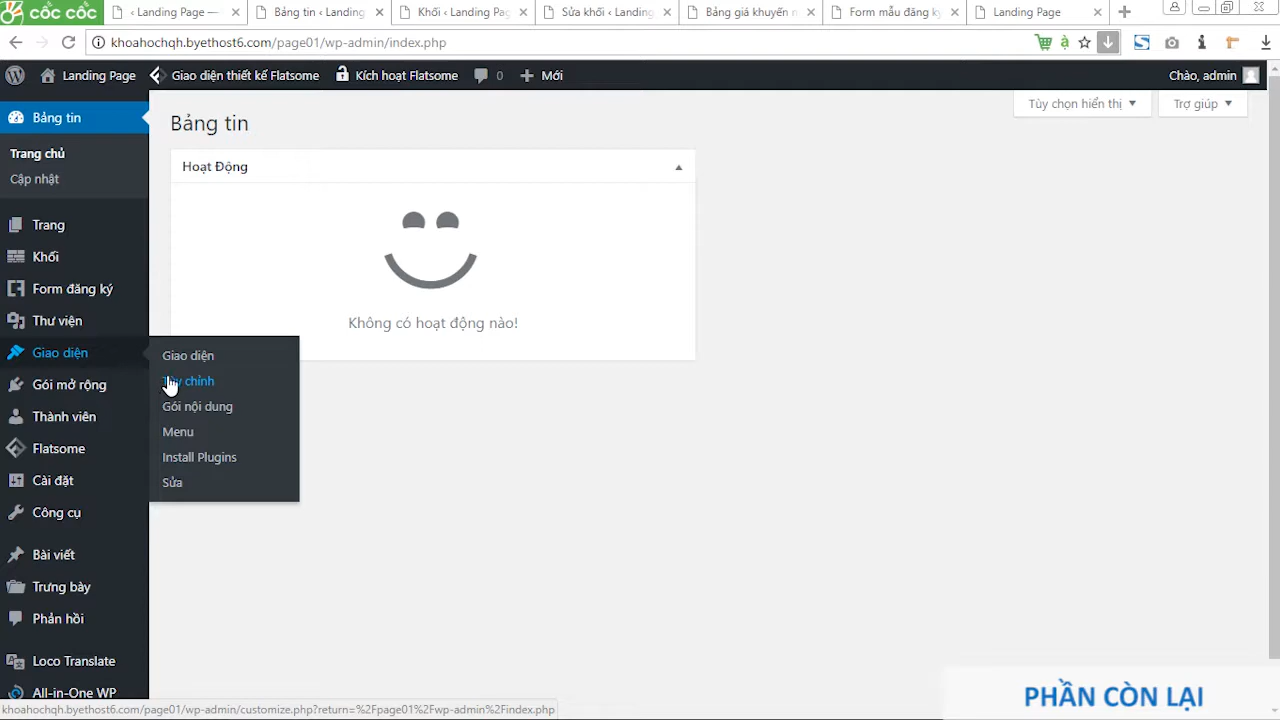 cốc cốc
‹ Landing Page —
Bảng tin ‹ Landing
Khối ‹ Landing Pag
Sửa khối ‹ Landing
Bảng giá khuyến n
Form mẫu đăng ký
Landing Page
khoahochqh.byethost6.com/page01/wp-admin/index.php
Landing Page
Giao diện thiết kế Flatsome
Kích hoạt Flatsome
0
Mới
Chào, admin
Bảng tin
Trang chủ
Cập nhật
Trang
Khối
Form đăng ký
Thư viện
Giao diện
Gói mở rộng
Thành viên
Flatsome
Cài đặt
Công cụ
Bài viết
Trưng bày
Phản hồi
Loco Translate
All-in-One WP
Giao diện
chỉnh
Gói nội dung
Menu
Install Plugins
Sửa
Tùy chọn hiển thị
Trợ giúp
Bảng tin
Hoạt Động
Không có hoạt động nào!
khoahochqh.byethost6.com/page01/wp-admin/customize.php?return=%2Fpage01%2Fwp-admin%2Findex.php
PHẦN CÒN LẠI